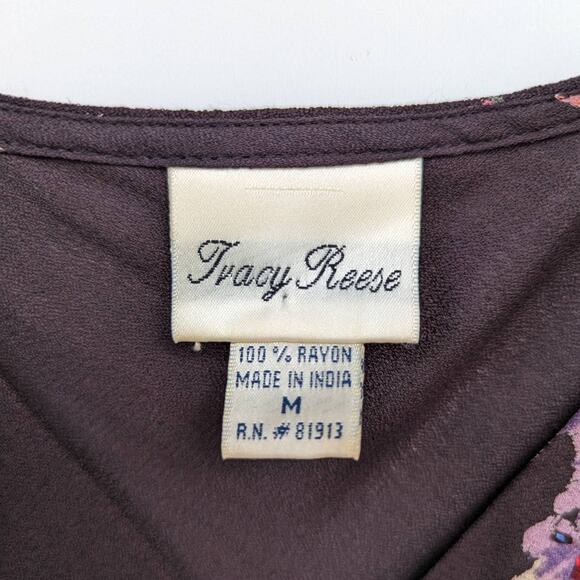 Tracy Reese
100 % RAYON
MADE IN INDIA
M
R.N. # 81913